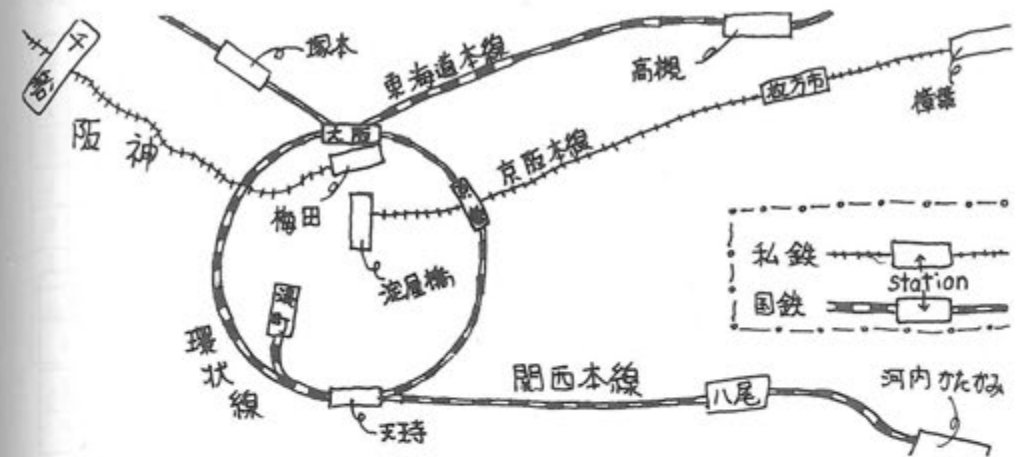 千鳥
阪神
塚本
東海道本線
高槻
枚方市
樟葉
大阪
京阪本線
京橋
梅田
淀屋橋
湊町
環状線
天王寺
関西本線
八尾
河内かたかみ
私鉄
station
国鉄